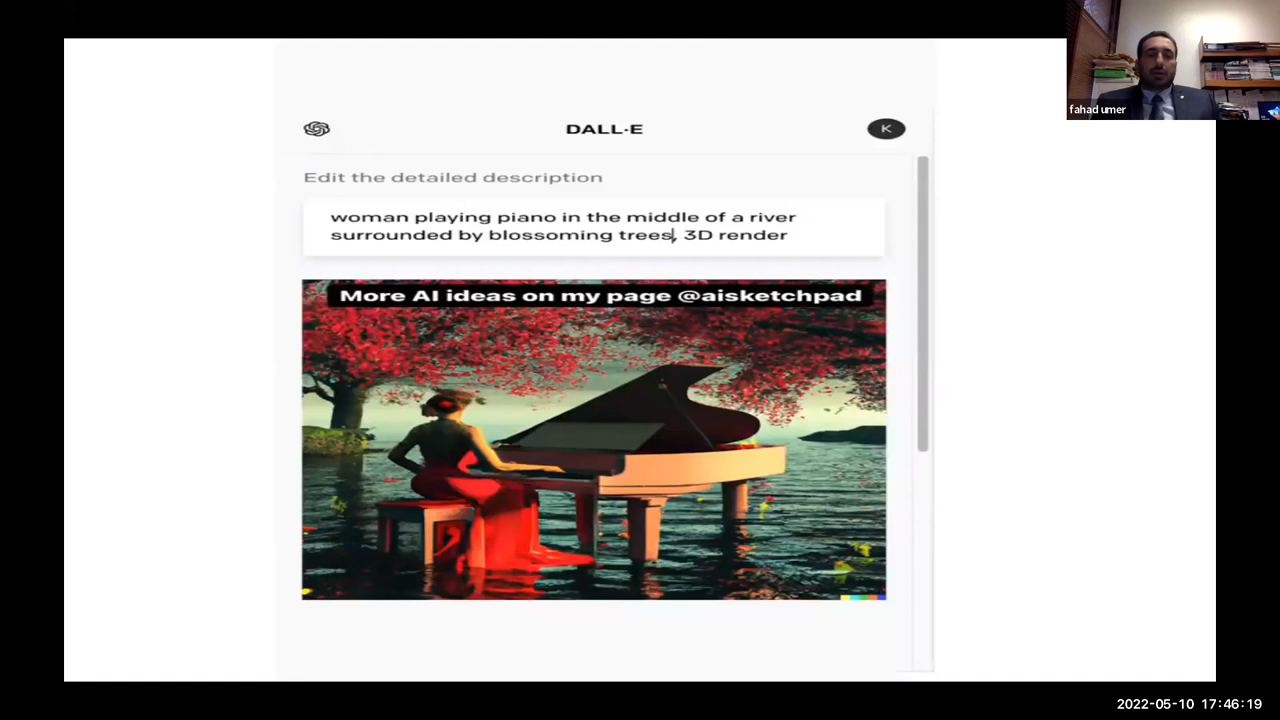 fahad umer
DALL·E
K
Edit the detailed description
woman playing piano in the middle of a river
surrounded by blossoming trees, 3D render
More AI ideas on my page @aisketchpad
2022-05-10 17:46:19